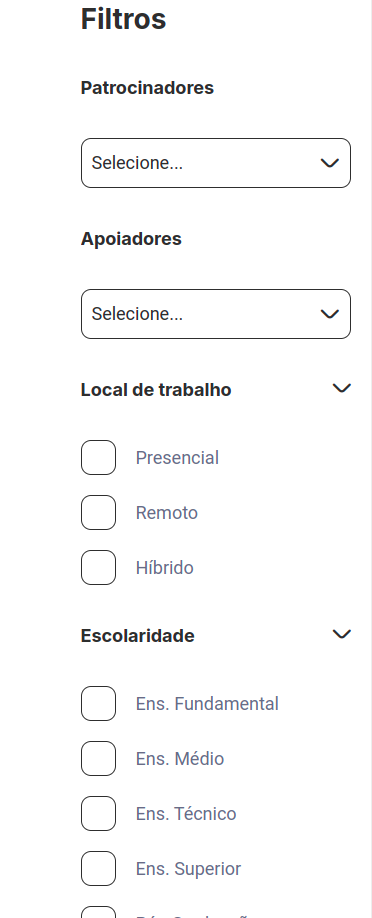 Filtros
Patrocinadores
Selecione...
Apoiadores
Selecione...
Local de trabalho
Presencial
Remoto
Híbrido
Escolaridade
Ens. Fundamental
Ens. Médio
Ens. Técnico
Ens. Superior